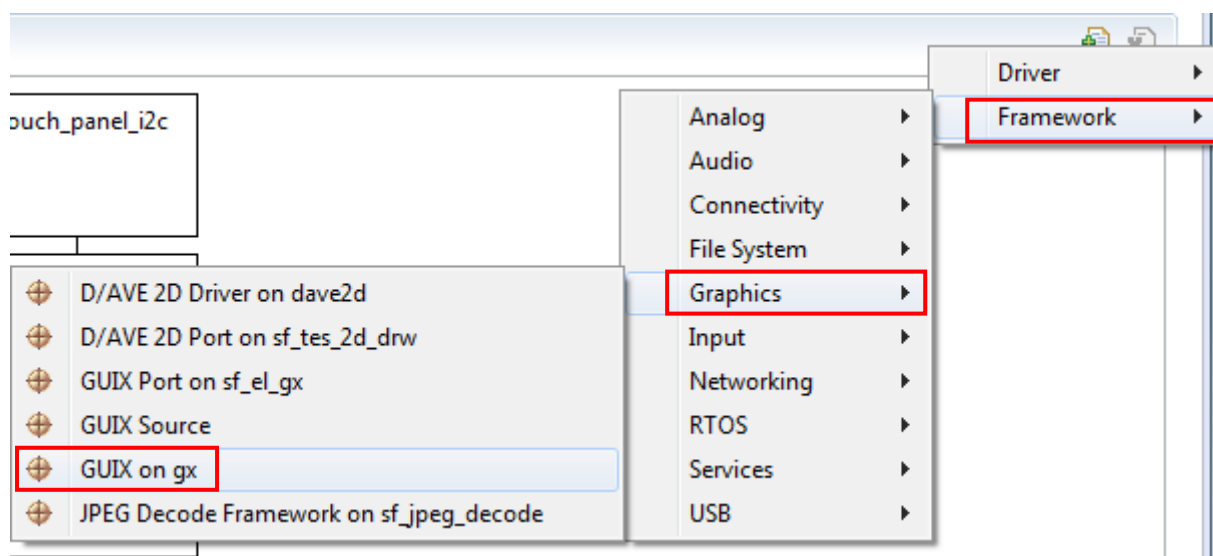 Driver
Framework
ouch_panel_i2c
Analog
Audio
Connectivity
File System
Graphics
Input
Networking
RTOS
Services
USB
D/AVE 2D Driver on dave2d
D/AVE 2D Port on sf_tes_2d_drw
GUIX Port on sf_el_gx
GUIX Source
GUIX on gx
JPEG Decode Framework on sf_jpeg_decode